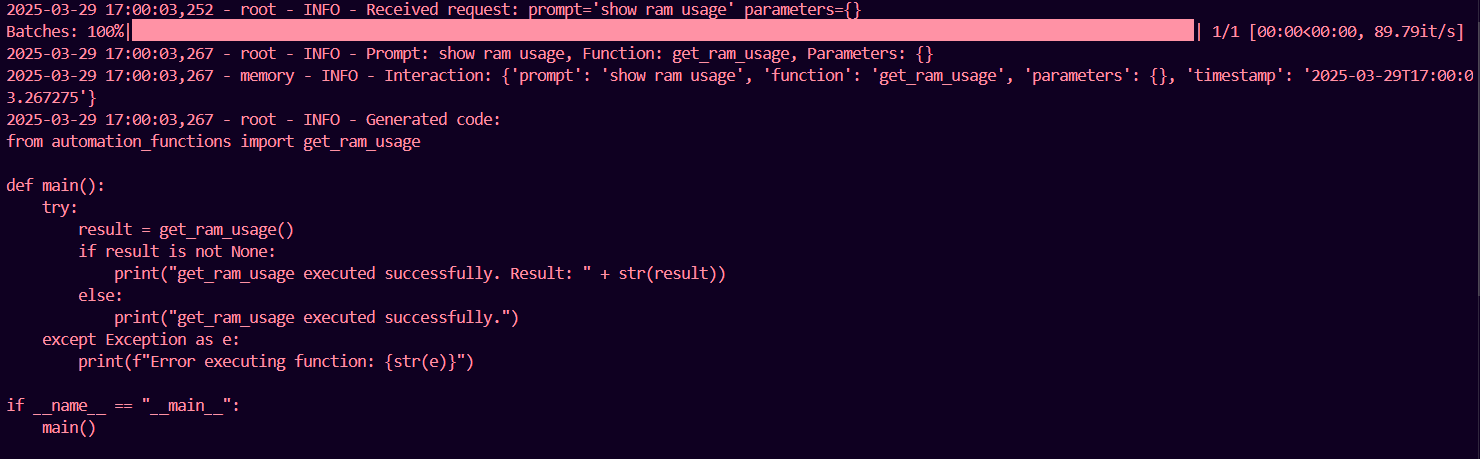 2025-03-29 17:00:03,252 - root - INFO - Received request: prompt='show ram usage' parameters={}
Batches: 100%|██████████| 1/1 [00:00<00:00, 89.79it/s]
2025-03-29 17:00:03,267 - root - INFO - Prompt: show ram usage, Function: get_ram_usage, Parameters: {}
2025-03-29 17:00:03,267 - memory - INFO - Interaction: {'prompt': 'show ram usage', 'function': 'get_ram_usage', 'parameters': {}, 'timestamp': '2025-03-29T17:00:0
3.267275'}
2025-03-29 17:00:03,267 - root - INFO - Generated code:
from automation_functions import get_ram_usage

def main():
    try:
        result = get_ram_usage()
        if result is not None:
            print("get_ram_usage executed successfully. Result: " + str(result))
        else:
            print("get_ram_usage executed successfully.")
    except Exception as e:
        print(f"Error executing function: {str(e)}")

if __name__ == "__main__":
    main()